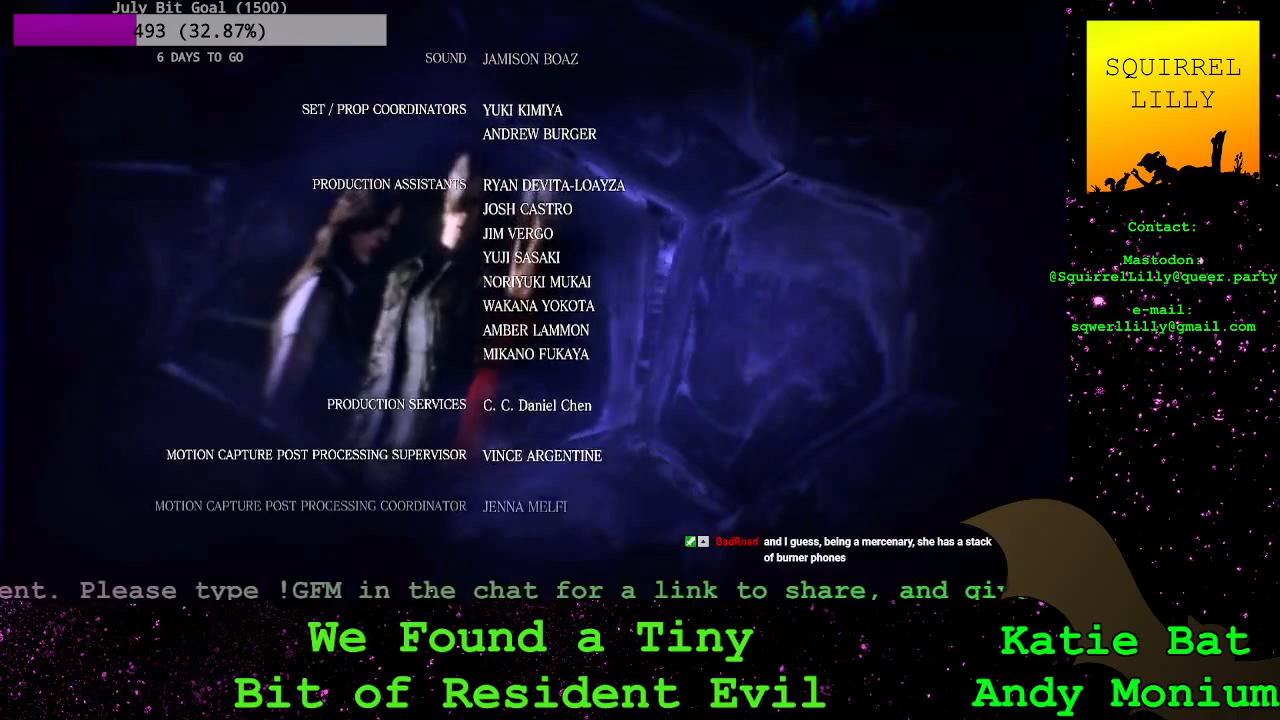 July Bit Goal (1500)
493 (32.87%)
6 DAYS TO GO
SOUND JAMISON BOAZ
SET / PROP COORDINATORS YUKI KIMIYA
ANDREW BURGER
PRODUCTION ASSISTANTS RYAN DEVITA-LOAYZA
JOSH CASTRO
JIM VERGO
YUJI SASAKI
NORIYUKI MUKAI
WAKANA YOKOTA
AMBER LAMMON
MIKANO FUKAYA
PRODUCTION SERVICES C. C. Daniel Chen
MOTION CAPTURE POST PROCESSING SUPERVISOR VINCE ARGENTINE
MOTION CAPTURE POST PROCESSING COORDINATOR JENNA MELFI
SQUIRREL
LILLY
Contact:
Mastodon:
@SquirrelLilly@queer.party
e-mail:
sqwerllilly@gmail.com
BadRoad and I guess, being a mercenary, she has a stack
of burner phones
ent. Please type !GFM in the chat for a link to share, and giv
We Found a Tiny
Bit of Resident Evil
Katie Bat
Andy Monium